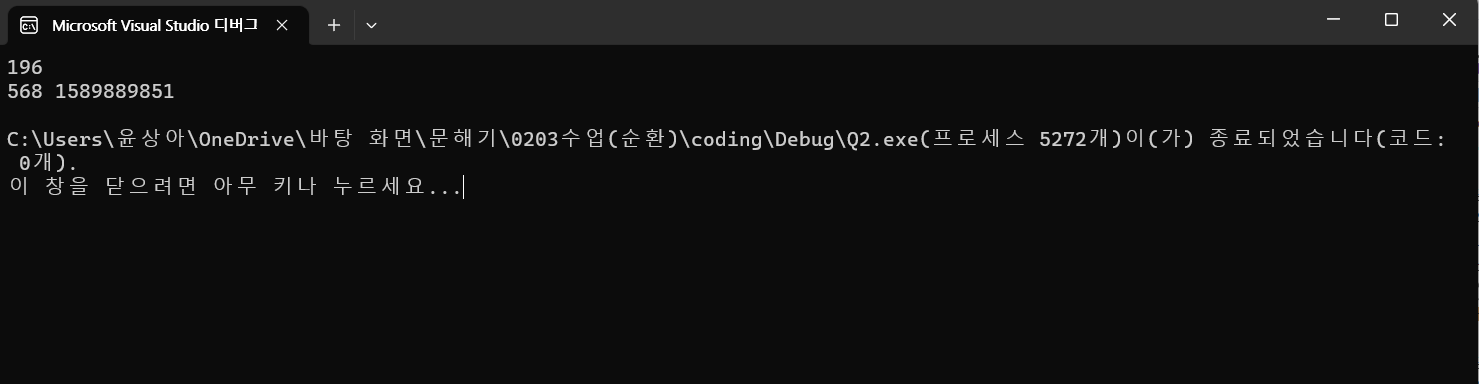 Microsoft Visual Studio 디버그
196
568 1589889851
C:\Users\윤상아\OneDrive\바탕 화면\문해기\0203수업(순환)\coding\Debug\Q2.exe(프로세스 5272개)이(가) 종료되었습니다(코드:
0개).
이 창을 닫으려면 아무 키나 누르세요...